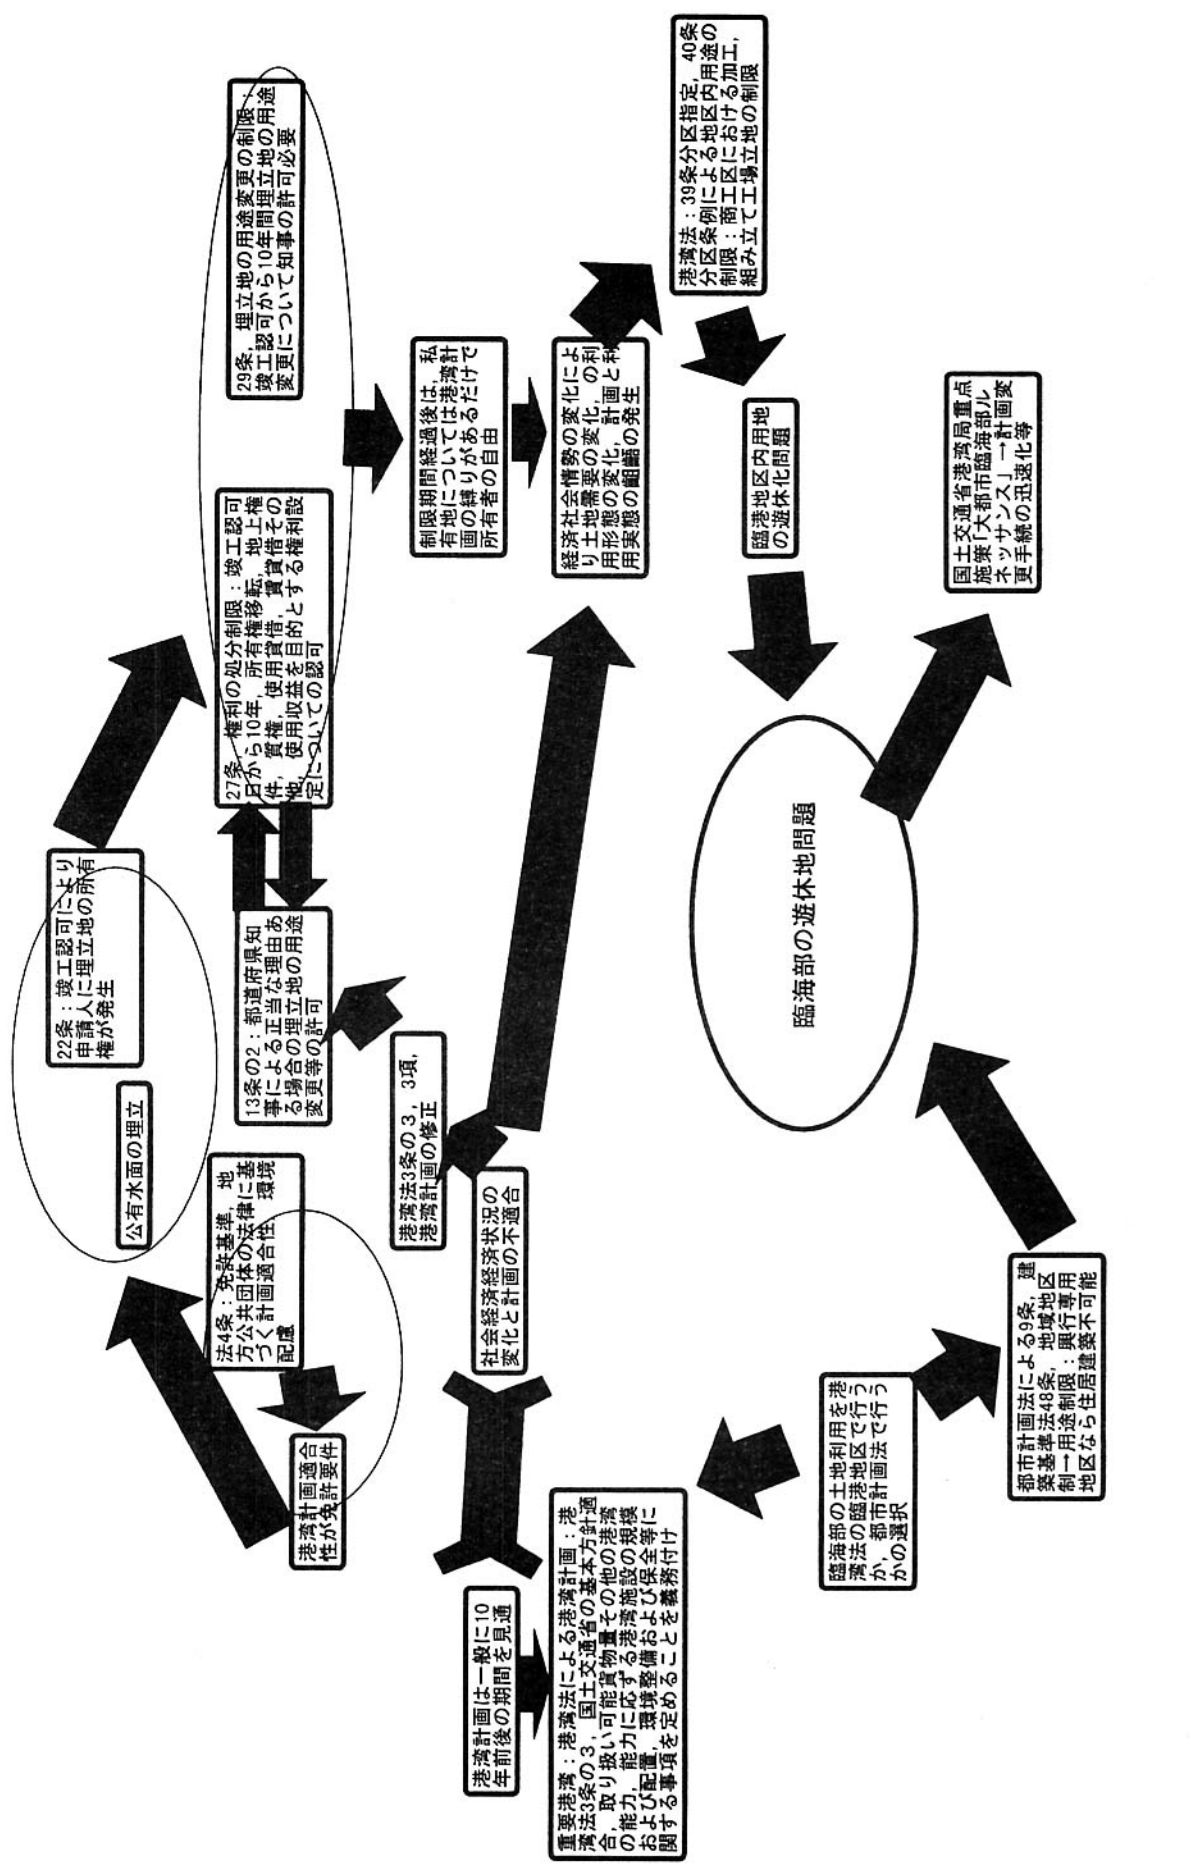 22条：竣工認可により
申請人に埋立地の所有
権が発生
公有水面の埋立
法4条：免許基準，地
方公共団体の法律に基
づく計画適合性，環境
配慮
港湾計画適合
性が免許要件
13条の2：都道府県知
事による正当な理由あ
る場合の埋立地の用途
変更等の許可
27条，権利の処分制限：竣工認可
日から10年，所有権移転，地上権
件，質権，使用貸借，賃貸借その
他，使用収益を目的とする権利設
定についての認可
29条，埋立地の用途変更の制限：
竣工認可から10年間埋立地の用途
変更について知事の許可必要
港湾法3条の3，3項，
港湾計画の修正
制限期間経過後は，私
有地については港湾計
画の縛りがあるだけで
所有者の自由
港湾計画は一般に10
年前後の期間を見通
社会経済経済状況の
変化と計画の不適合
経済社会情勢の変化によ
り土地需要の変化，の利
用形態の変化，計画と利
用実態の齟齬の発生
重要港湾：港湾法による港湾計画：港
湾法3条の3，国土交通省の基本方針適
合，取り扱い可能貨物量その他の港湾
の能力，能力に応ずる港湾施設の規模
および配置，環境整備および保全等に
関する事項を定めることを義務付け
港湾法：39条分区指定，40条
分区条例による地区内用途の
制限：商工区における加工，
組み立て工場立地の制限
臨港地区内用地
の遊休化問題
臨海部の遊休地問題
臨海部の土地利用を港
湾法の臨港地区で行う
か，都市計画法で行う
かの選択
国土交通省港湾局重点
施策「大都市臨海部ル
ネッサンス」→計画変
更手続の迅速化等
都市計画法による9条，建
築基準法48条，地域地区
制→用途制限：興行専用
地区なら住居建築不可能